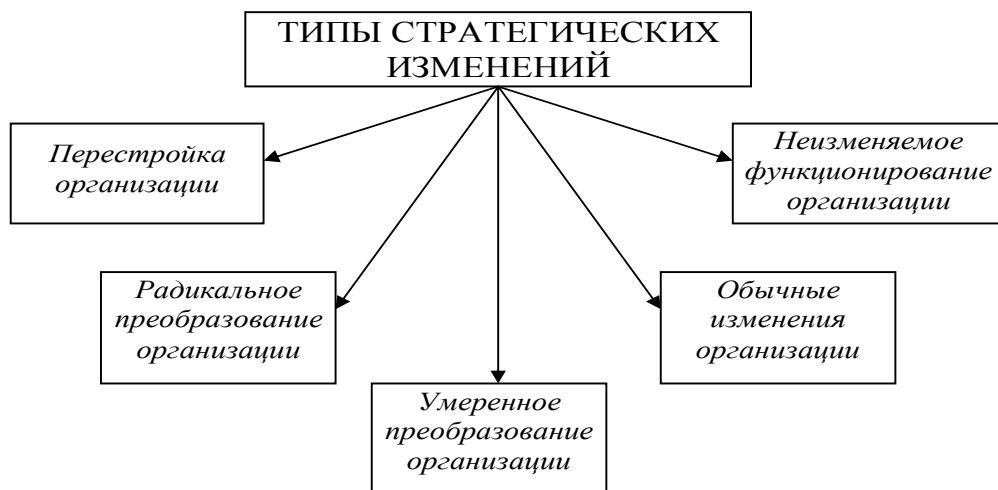 ТИПЫ СТРАТЕГИЧЕСКИХ
ИЗМЕНЕНИЙ
Перестройка
организации
Неизменяемое
функционирование
организации
Радикальное
преобразование
организации
Обычные
изменения
организации
Умеренное
преобразование
организации